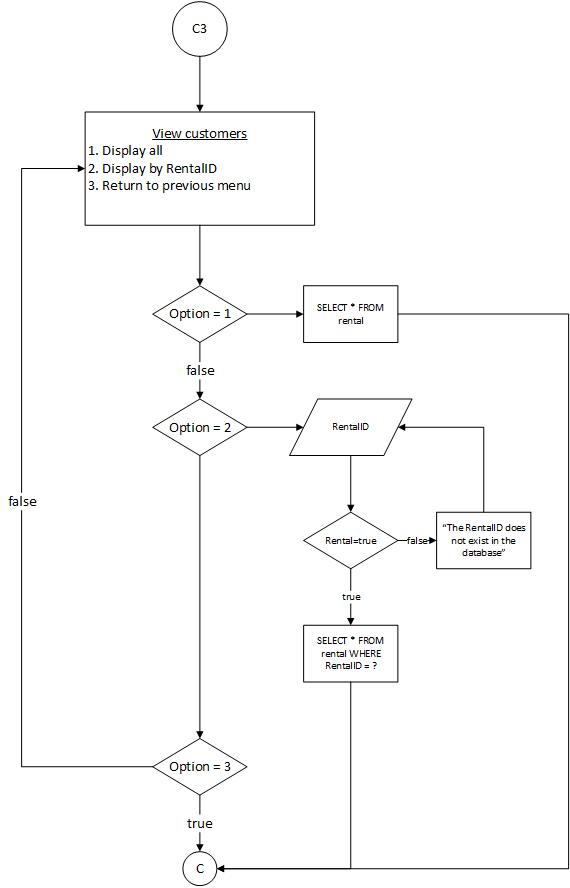 C3
View customers
1. Display all
2. Display by RentalID
3. Return to previous menu
Option = 1
SELECT * FROM
rental
false
Option = 2
RentalID
false
Rental=true
false
"The RentalID does
not exist in the
database"
true
SELECT * FROM
rental WHERE
RentalID = ?
Option = 3
true
C